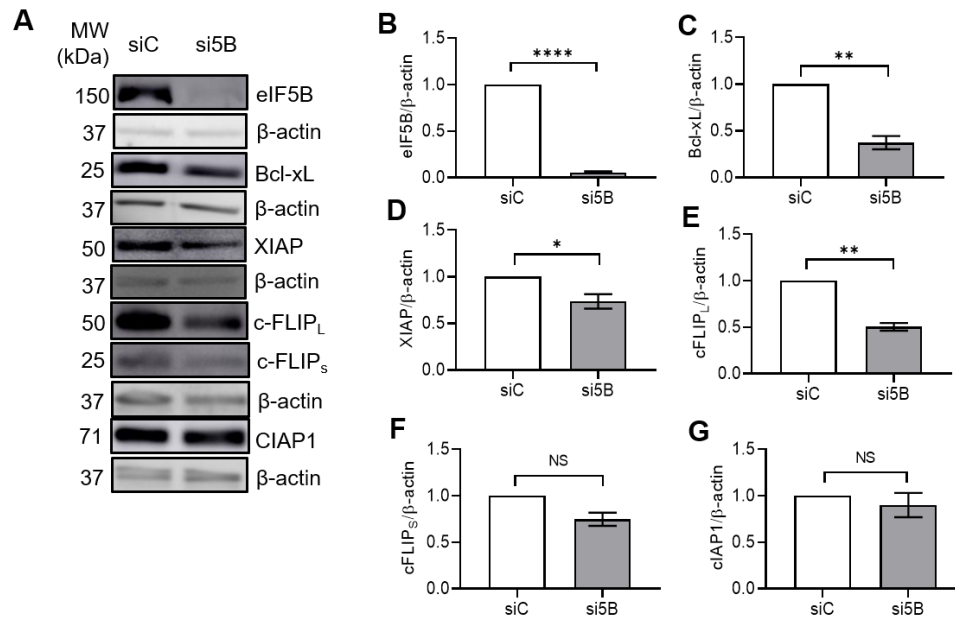 A
MW
(kDa)
siC
si5B
150
eIF5B
37
β-actin
25
Bcl-xL
37
β-actin
50
XIAP
37
β-actin
50
c-FLIPL
25
c-FLIPs
37
β-actin
71
CIAP1
37
β-actin
B
eIF5B/β-actin
1.5
1.0
0.5
0.0
****
siC
si5B
C
Bcl-xL/β-actin
1.5
1.0
0.5
0.0
**
siC
si5B
D
XIAP/β-actin
1.5
1.0
0.5
0.0
*
siC
si5B
E
cFLIPL/β-actin
1.5
1.0
0.5
0.0
**
siC
si5B
F
cFLIPS/β-actin
1.5
1.0
0.5
0.0
NS
siC
si5B
G
cIAP1/β-actin
1.5
1.0
0.5
0.0
NS
siC
si5B